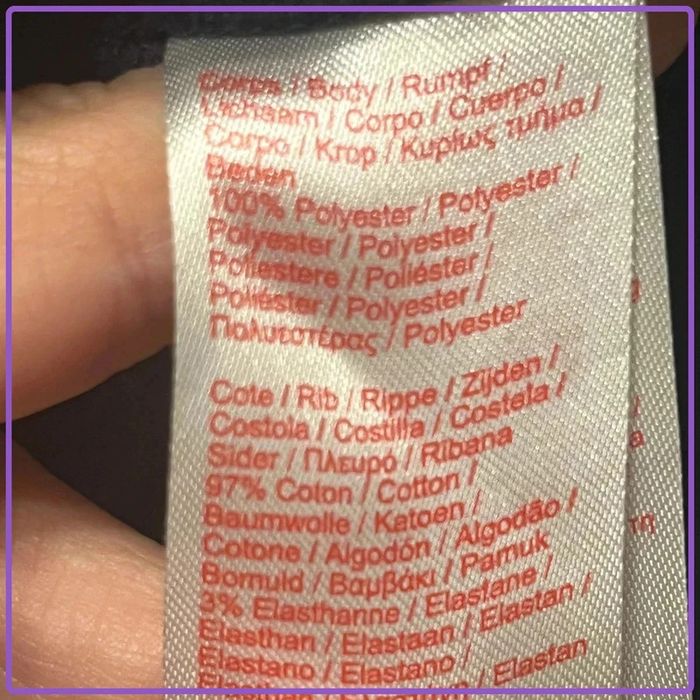 Corps / Body / Rumpf /
Lichaam / Corpo / Cuerpo /
Corpo / Krop / Κυρίως τμήμα /
Beden
100% Polyester / Polyester /
Polyester / Polyester /
Poliestere / Poliéster /
Poliéster / Polyester /
Πολυεστέρας / Polyester
Cote / Rib / Rippe / Zijden /
Costola / Costilla / Costela /
Sider / Πλευρό / Ribana
97% Coton / Cotton /
Baumwolle / Katoen /
Cotone / Algodón / Algodão /
Bomuld / Βαμβάκι / Pamuk
3% Elasthanne / Elastane /
Elasthan / Elastaan / Elastan /
Elastano / Elastano /
/ Elastan